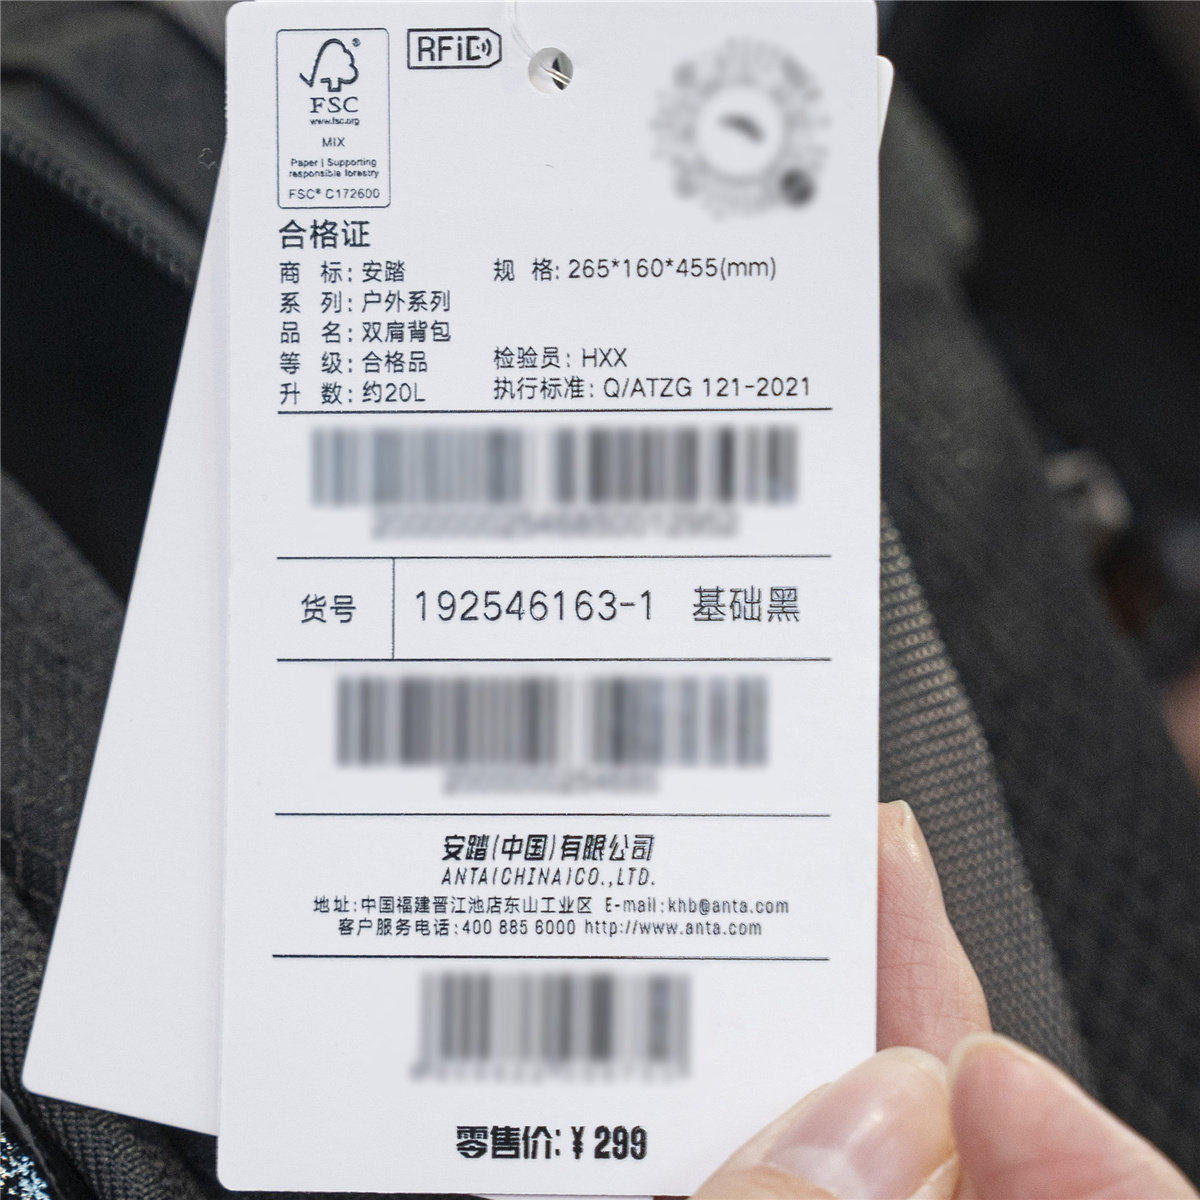 RFiD
FSC
www.fsc.org
MIX
Paper | Supporting
responsible forestry
FSC® C172600
合格证
商 标：安踏 规 格：265*160*455(mm)
系 列：户外系列
品 名：双肩背包
等 级：合格品 检验员：HXX
升 数：约20L 执行标准：Q/ATZG 121-2021
货号 192546163-1 基础黑
安踏(中国)有限公司
ANTA(CHINA)CO.,LTD.
地址：中国福建晋江池店东山工业区 E-mail:khb@anta.com
客户服务电话：400 885 6000 http://www.anta.com
零售价：¥ 299